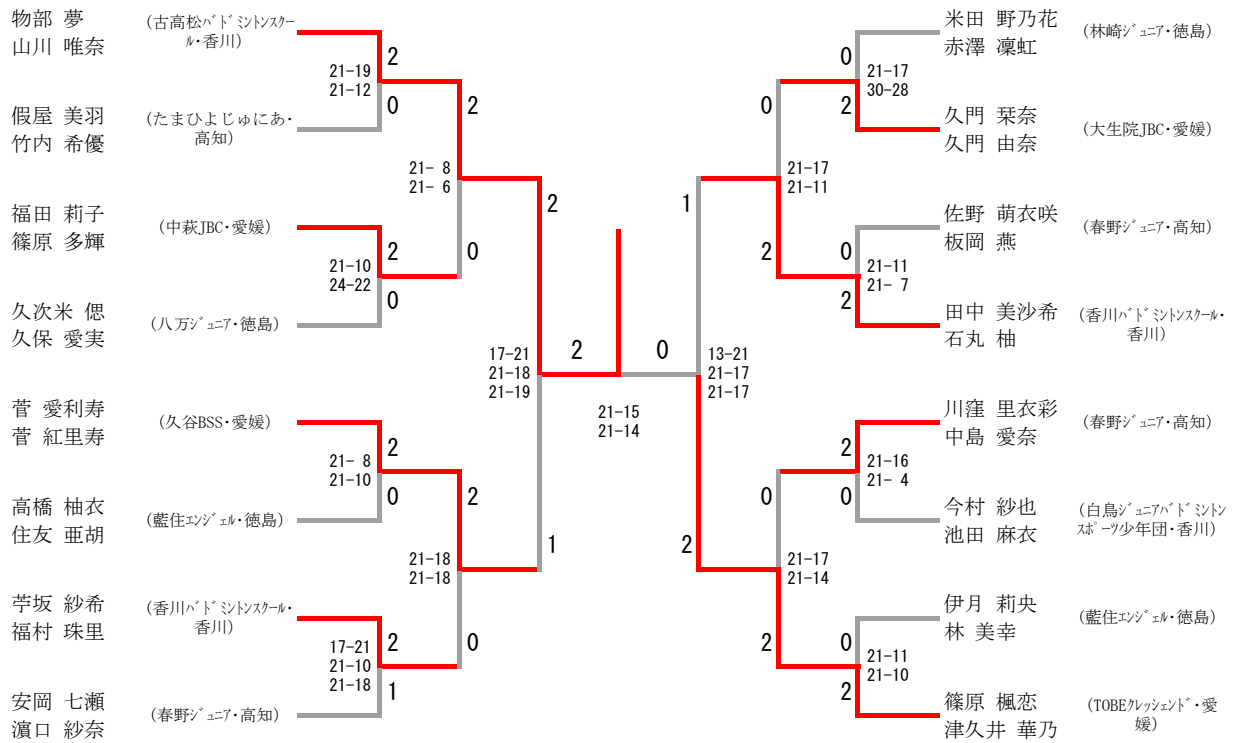 物部 夢
山川 唯奈
(古高松ﾊﾞﾄﾞﾐﾝﾄﾝｽｸｰ
ﾙ・香川)
2
21-19
21-12
0
假屋 美羽
竹内 希優
(たまひよじゅにあ・
高知)
2
21- 8
21- 6
0
福田 莉子
篠原 多輝
(中萩JBC・愛媛)
2
21-10
24-22
0
久次米 偲
久保 愛実
(八万ｼﾞｭﾆｱ・徳島)
2
17-21
21-18
21-19
1
菅 愛利寿
菅 紅里寿
(久谷BSS・愛媛)
2
21- 8
21-10
0
高橋 柚衣
住友 亜胡
(藍住ｴﾝｼﾞｪﾙ・徳島)
2
21-18
21-18
0
苧坂 紗希
福村 珠里
(香川ﾊﾞﾄﾞﾐﾝﾄﾝｽｸｰﾙ・
香川)
2
17-21
21-10
21-18
1
安岡 七瀬
濵口 紗奈
(春野ｼﾞｭﾆｱ・高知)
2
0
21-15
21-14
米田 野乃花
赤澤 凜虹
(林崎ｼﾞｭﾆｱ・徳島)
0
21-17
30-28
2
久門 栞奈
久門 由奈
(大生院JBC・愛媛)
0
21-17
21-11
2
佐野 萌衣咲
板岡 燕
(春野ｼﾞｭﾆｱ・高知)
0
21-11
21- 7
2
田中 美沙希
石丸 柚
(香川ﾊﾞﾄﾞﾐﾝﾄﾝｽｸｰﾙ・
香川)
1
13-21
21-17
21-17
2
川窪 里衣彩
中島 愛奈
(春野ｼﾞｭﾆｱ・高知)
2
21-16
21- 4
0
今村 紗也
池田 麻衣
(白鳥ｼﾞｭﾆｱﾊﾞﾄﾞﾐﾝﾄﾝ
ｽﾎﾟｰﾂ少年団・香川)
0
21-17
21-14
2
伊月 莉央
林 美幸
(藍住ｴﾝｼﾞｪﾙ・徳島)
0
21-11
21-10
2
篠原 楓恋
津久井 華乃
(TOBEｸﾚｯｼｪﾝﾄﾞ・愛
媛)